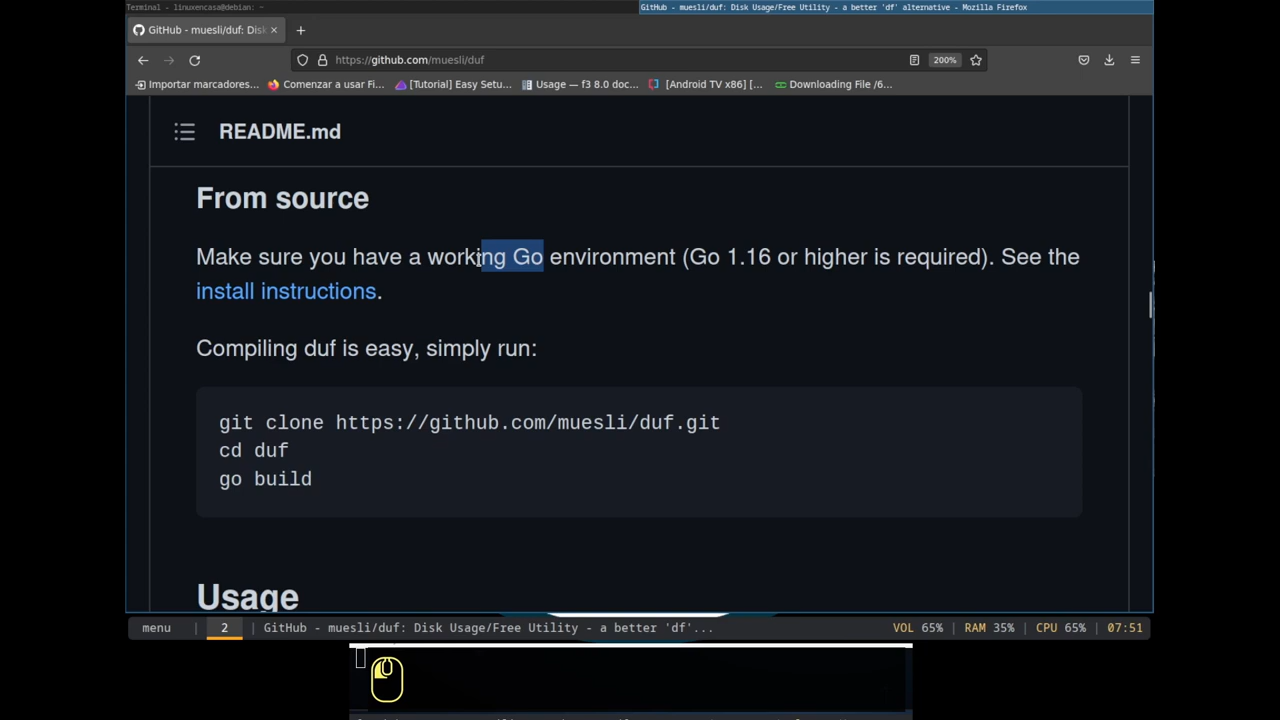 Terminal - linuxencasa@debian: ~
GitHub - muesli/duf: Disk Usage/Free Utility - a better 'df' alternative - Mozilla Firefox
GitHub - muesli/duf: Disk
https://github.com/muesli/duf
200%
Importar marcadores...
Comenzar a usar Fi...
[Tutorial] Easy Setu...
Usage — f3 8.0 doc...
[Android TV x86] [...
Downloading File /6...
README.md
From source
Make sure you have a working Go environment (Go 1.16 or higher is required). See the
install instructions.
Compiling duf is easy, simply run:
git clone https://github.com/muesli/duf.git
cd duf
go build
Usage
menu | 2 | GitHub - muesli/duf: Disk Usage/Free Utility - a better 'df'...
VOL 65% | RAM 35% | CPU 65% | 07:51